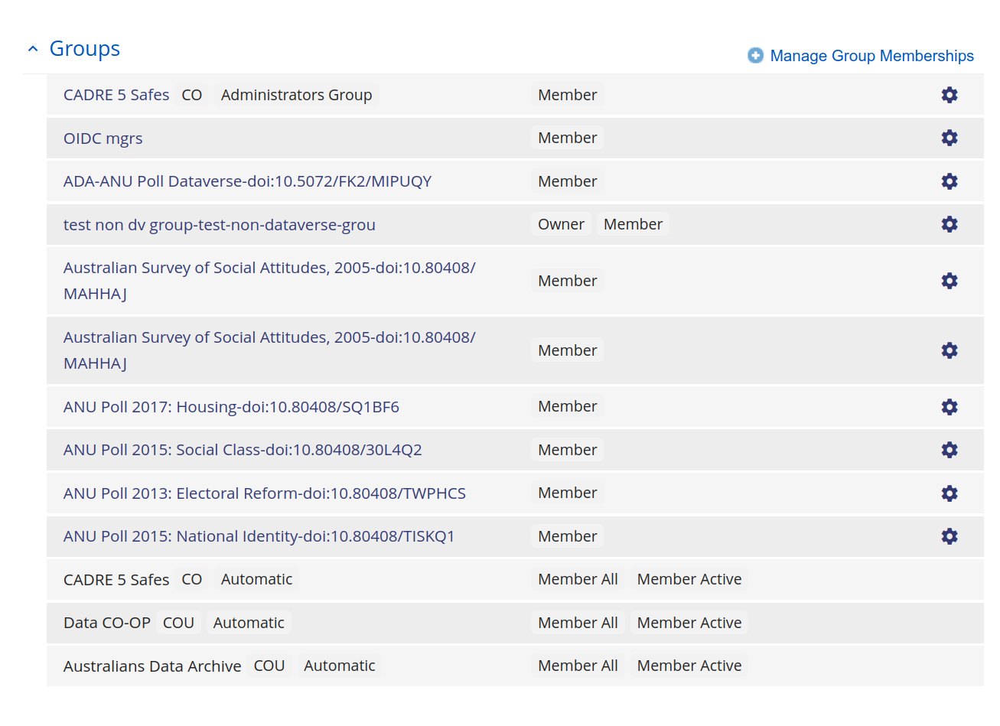 Groups
Manage Group Memberships
CADRE 5 Safes CO Administrators Group Member
OIDC mgrs Member
ADA-ANU Poll Dataverse-doi:10.5072/FK2/MIPUQY Member
test non dv group-test-non-dataverse-grou Owner Member
Australian Survey of Social Attitudes, 2005-doi:10.80408/
MAHHAJ
Member
Australian Survey of Social Attitudes, 2005-doi:10.80408/
MAHHAJ
Member
ANU Poll 2017: Housing-doi:10.80408/SQ1BF6 Member
ANU Poll 2015: Social Class-doi:10.80408/30L4Q2 Member
ANU Poll 2013: Electoral Reform-doi:10.80408/TWPHCS Member
ANU Poll 2015: National Identity-doi:10.80408/TISKQ1 Member
CADRE 5 Safes CO Automatic Member All Member Active
Data CO-OP COU Automatic Member All Member Active
Australians Data Archive COU Automatic Member All Member Active